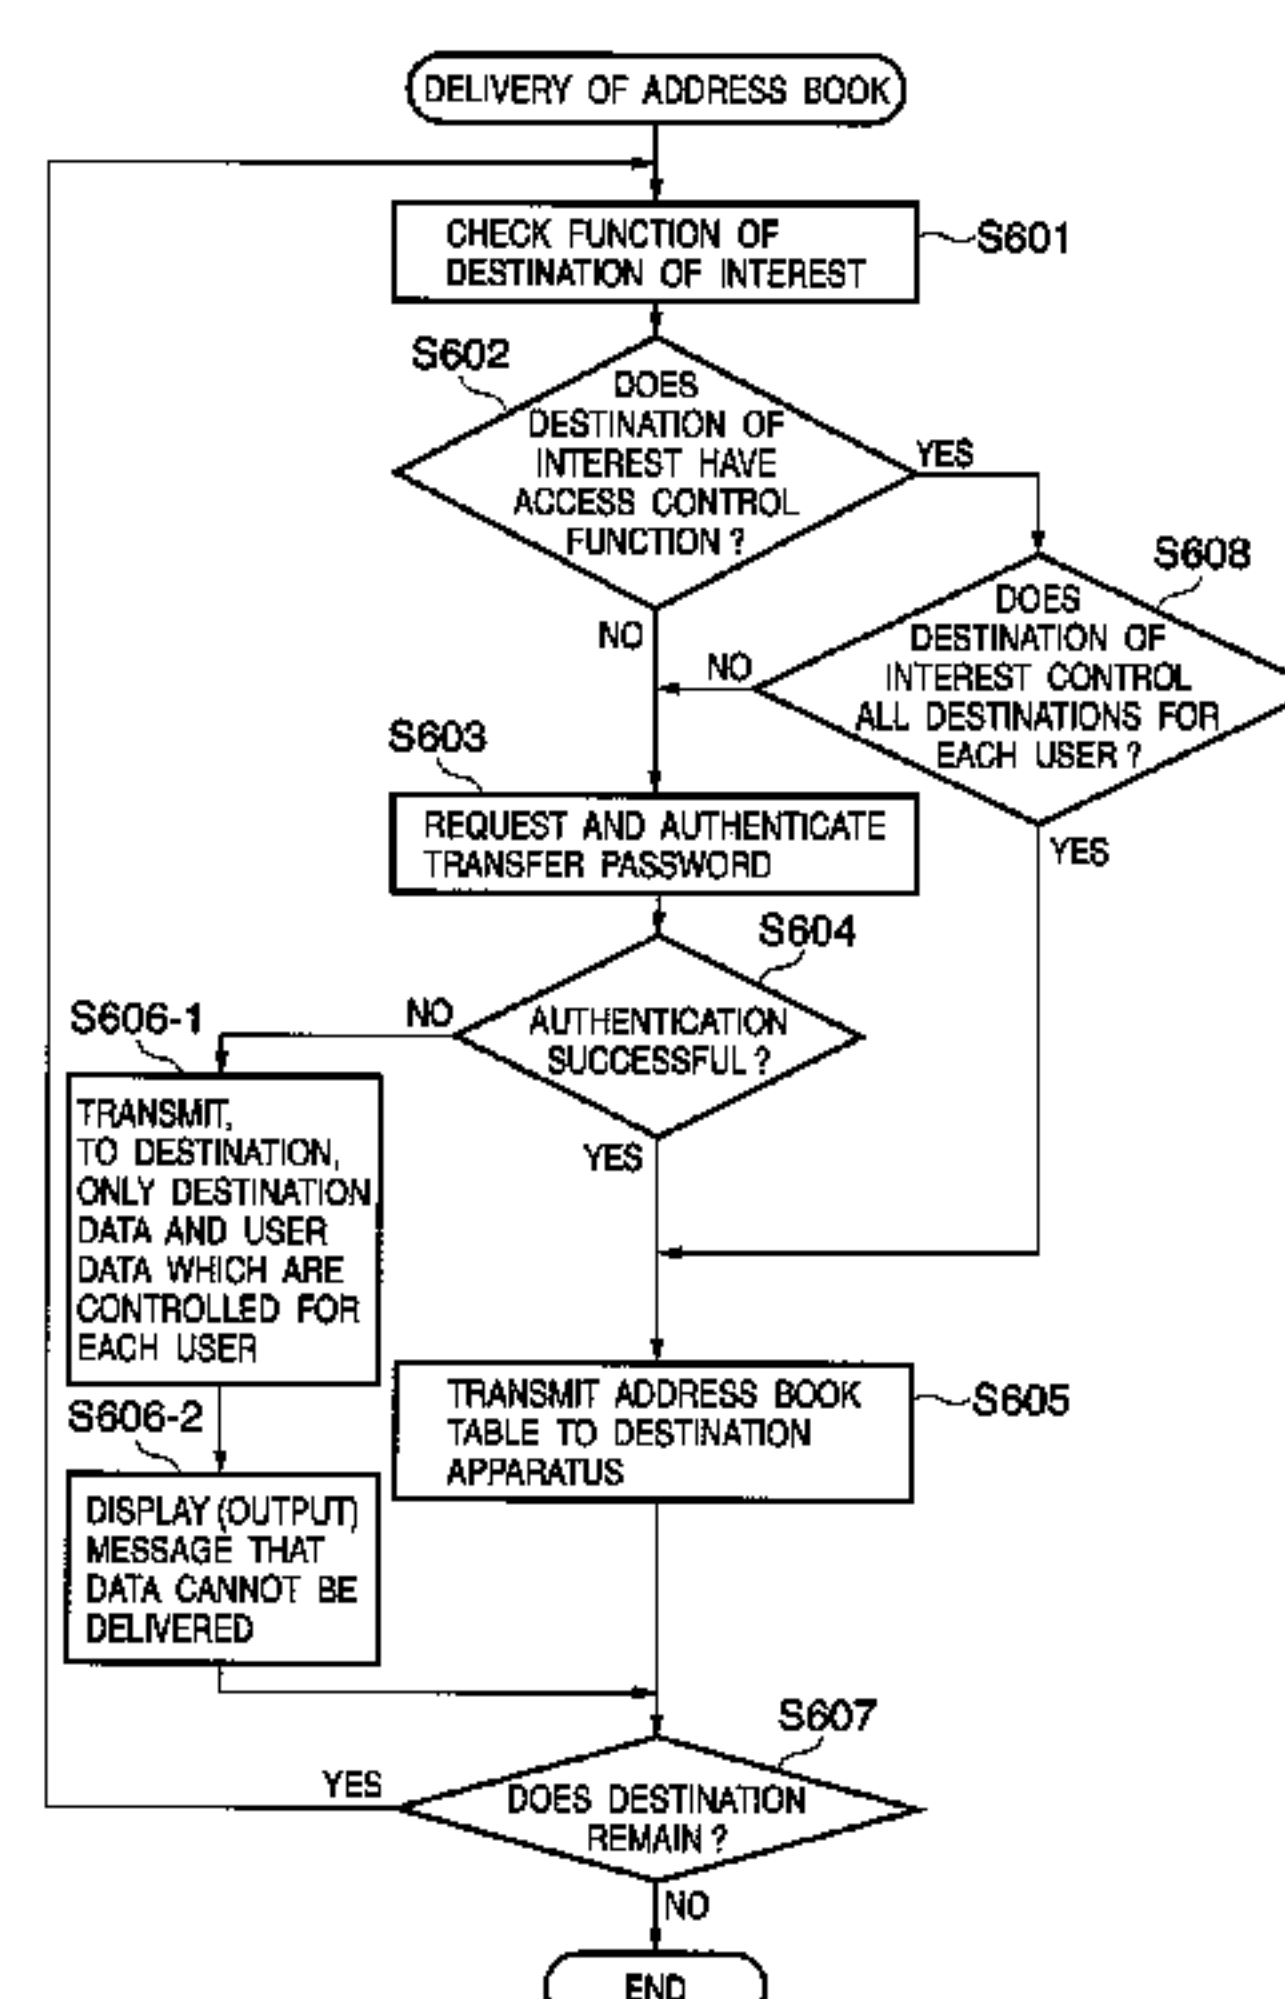 DELIVERY OF ADDRESS BOOK
CHECK FUNCTION OF
DESTINATION OF INTEREST
S601
S602
DOES
DESTINATION OF
INTEREST HAVE
ACCESS CONTROL
FUNCTION ?
YES
NO
S608
DOES
DESTINATION OF
INTEREST CONTROL
ALL DESTINATIONS FOR
EACH USER ?
NO
YES
S603
REQUEST AND AUTHENTICATE
TRANSFER PASSWORD
S604
AUTHENTICATION
SUCCESSFUL ?
NO
YES
S606-1
TRANSMIT,
TO DESTINATION,
ONLY DESTINATION
DATA AND USER
DATA WHICH ARE
CONTROLLED FOR
EACH USER
S606-2
DISPLAY (OUTPUT)
MESSAGE THAT
DATA CANNOT BE
DELIVERED
TRANSMIT ADDRESS BOOK
TABLE TO DESTINATION
APPARATUS
S605
S607
DOES DESTINATION
REMAIN ?
YES
NO
END